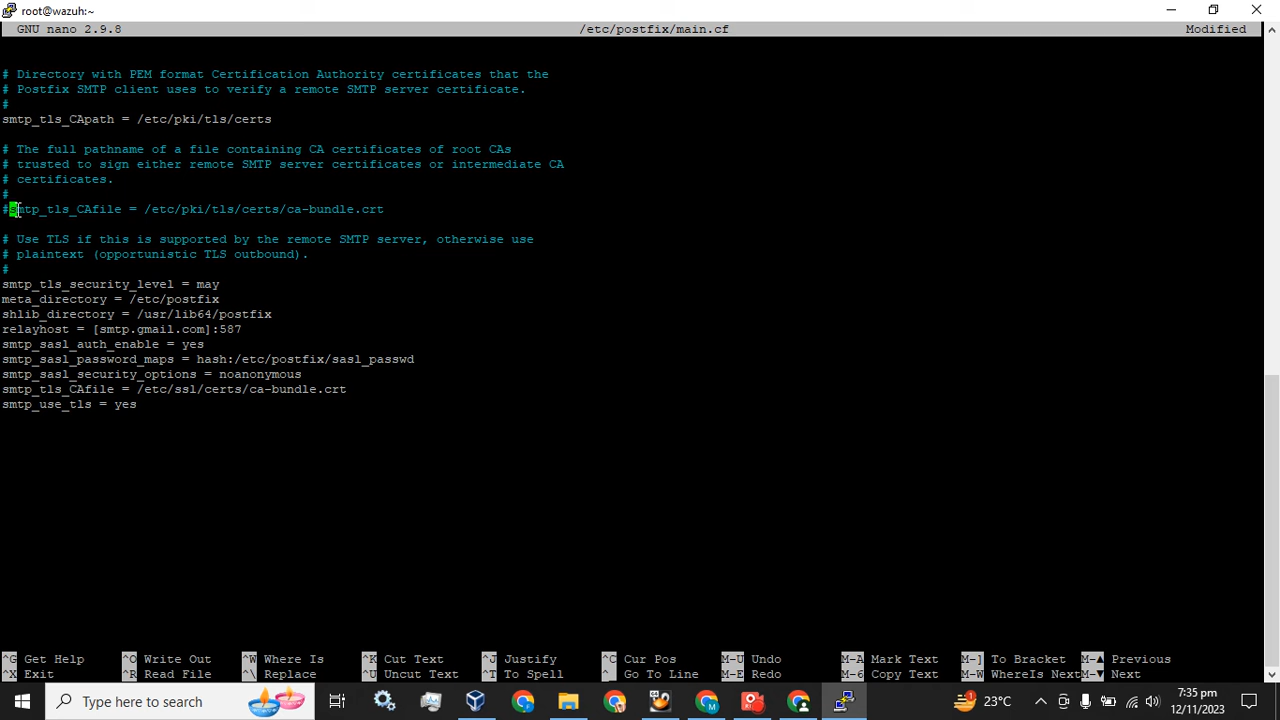 root@wazuh:~
GNU nano 2.9.8 /etc/postfix/main.cf Modified
# Directory with PEM format Certification Authority certificates that the
# Postfix SMTP client uses to verify a remote SMTP server certificate.
#
smtp_tls_CApath = /etc/pki/tls/certs
# The full pathname of a file containing CA certificates of root CAs
# trusted to sign either remote SMTP server certificates or intermediate CA
# certificates.
#
#smtp_tls_CAfile = /etc/pki/tls/certs/ca-bundle.crt
# Use TLS if this is supported by the remote SMTP server, otherwise use
# plaintext (opportunistic TLS outbound).
#
smtp_tls_security_level = may
meta_directory = /etc/postfix
shlib_directory = /usr/lib64/postfix
relayhost = [smtp.gmail.com]:587
smtp_sasl_auth_enable = yes
smtp_sasl_password_maps = hash:/etc/postfix/sasl_passwd
smtp_sasl_security_options = noanonymous
smtp_tls_CAfile = /etc/ssl/certs/ca-bundle.crt
smtp_use_tls = yes
^G Get Help ^O Write Out ^W Where Is ^K Cut Text ^J Justify ^C Cur Pos M-U Undo M-A Mark Text M-] To Bracket M-▲ Previous
^X Exit ^R Read File ^\ Replace ^U Uncut Text ^T To Spell ^_ Go To Line M-E Redo M-6 Copy Text M-W WhereIs Next M-▼ Next
Type here to search
23°C
7:35 pm
12/11/2023